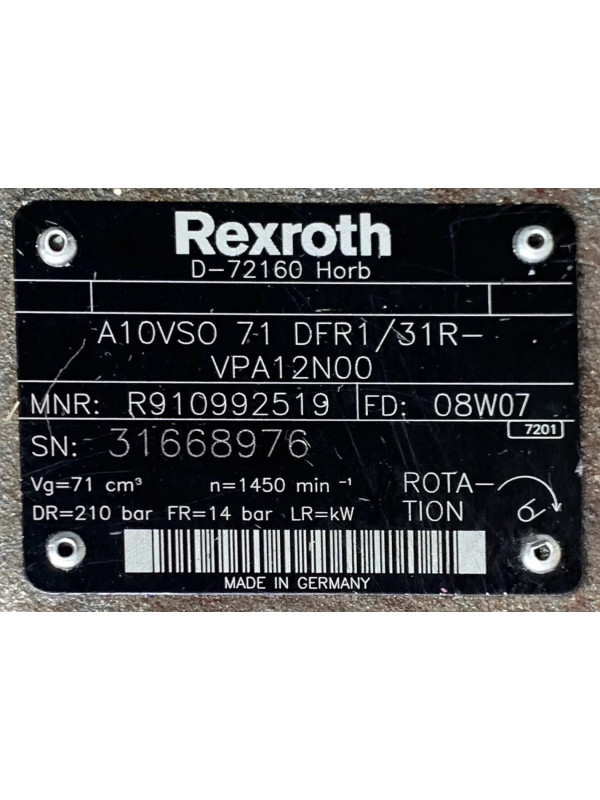 Rexroth
D-72160 Horb
A10VSO 71 DFR1/31R-
VPA12N00
MNR: R910992519 FD: 08W07
7201
SN: 31668976
Vg=71 cm³ n=1450 min ⁻¹ ROTA-
DR=210 bar FR=14 bar LR=kW TION
MADE IN GERMANY